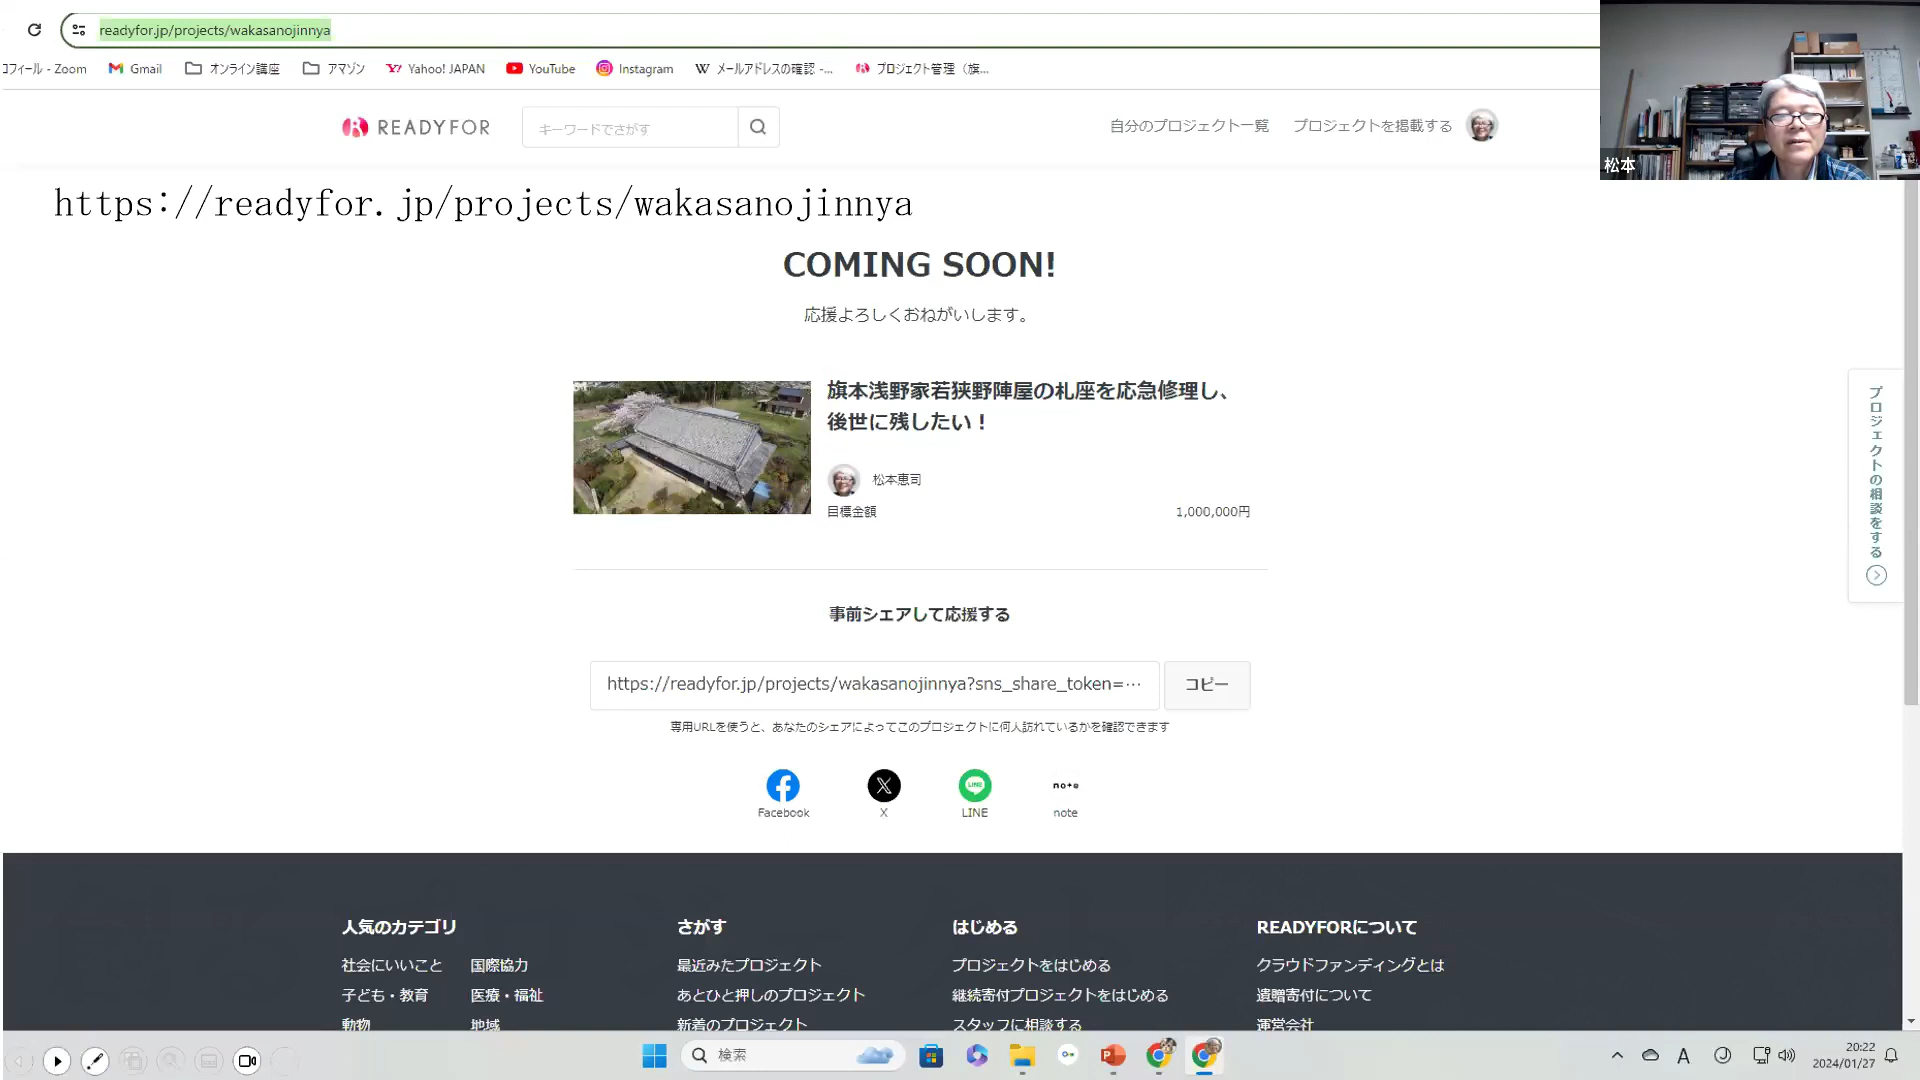 readyfor.jp/projects/wakasanojinnya
コフィール - Zoom
Gmail
オンライン講座
アマゾン
Yahoo! JAPAN
YouTube
Instagram
メールアドレスの確認 -...
プロジェクト管理（旗...
READYFOR
キーワードでさがす
自分のプロジェクト一覧
プロジェクトを掲載する
松本
https://readyfor.jp/projects/wakasanojinnya
COMING SOON!
応援よろしくおねがいします。
旗本浅野家若狭野陣屋の札座を応急修理し、
後世に残したい！
松本恵司
目標金額 1,000,000円
プロジェクトの相談をする
事前シェアして応援する
https://readyfor.jp/projects/wakasanojinnya?sns_share_token=…
コピー
専用URLを使うと、あなたのシェアによってこのプロジェクトに何人訪れているかを確認できます
LINE
note
Facebook
X
LINE
note
人気のカテゴリ
さがす
はじめる
READYFORについて
社会にいいこと
国際協力
最近みたプロジェクト
プロジェクトをはじめる
クラウドファンディングとは
子ども・教育
医療・福祉
あとひと押しのプロジェクト
継続寄付プロジェクトをはじめる
遺贈寄付について
動物
地域
新着のプロジェクト
スタッフに相談する
運営会社
検索
A
20:22
2024/01/27